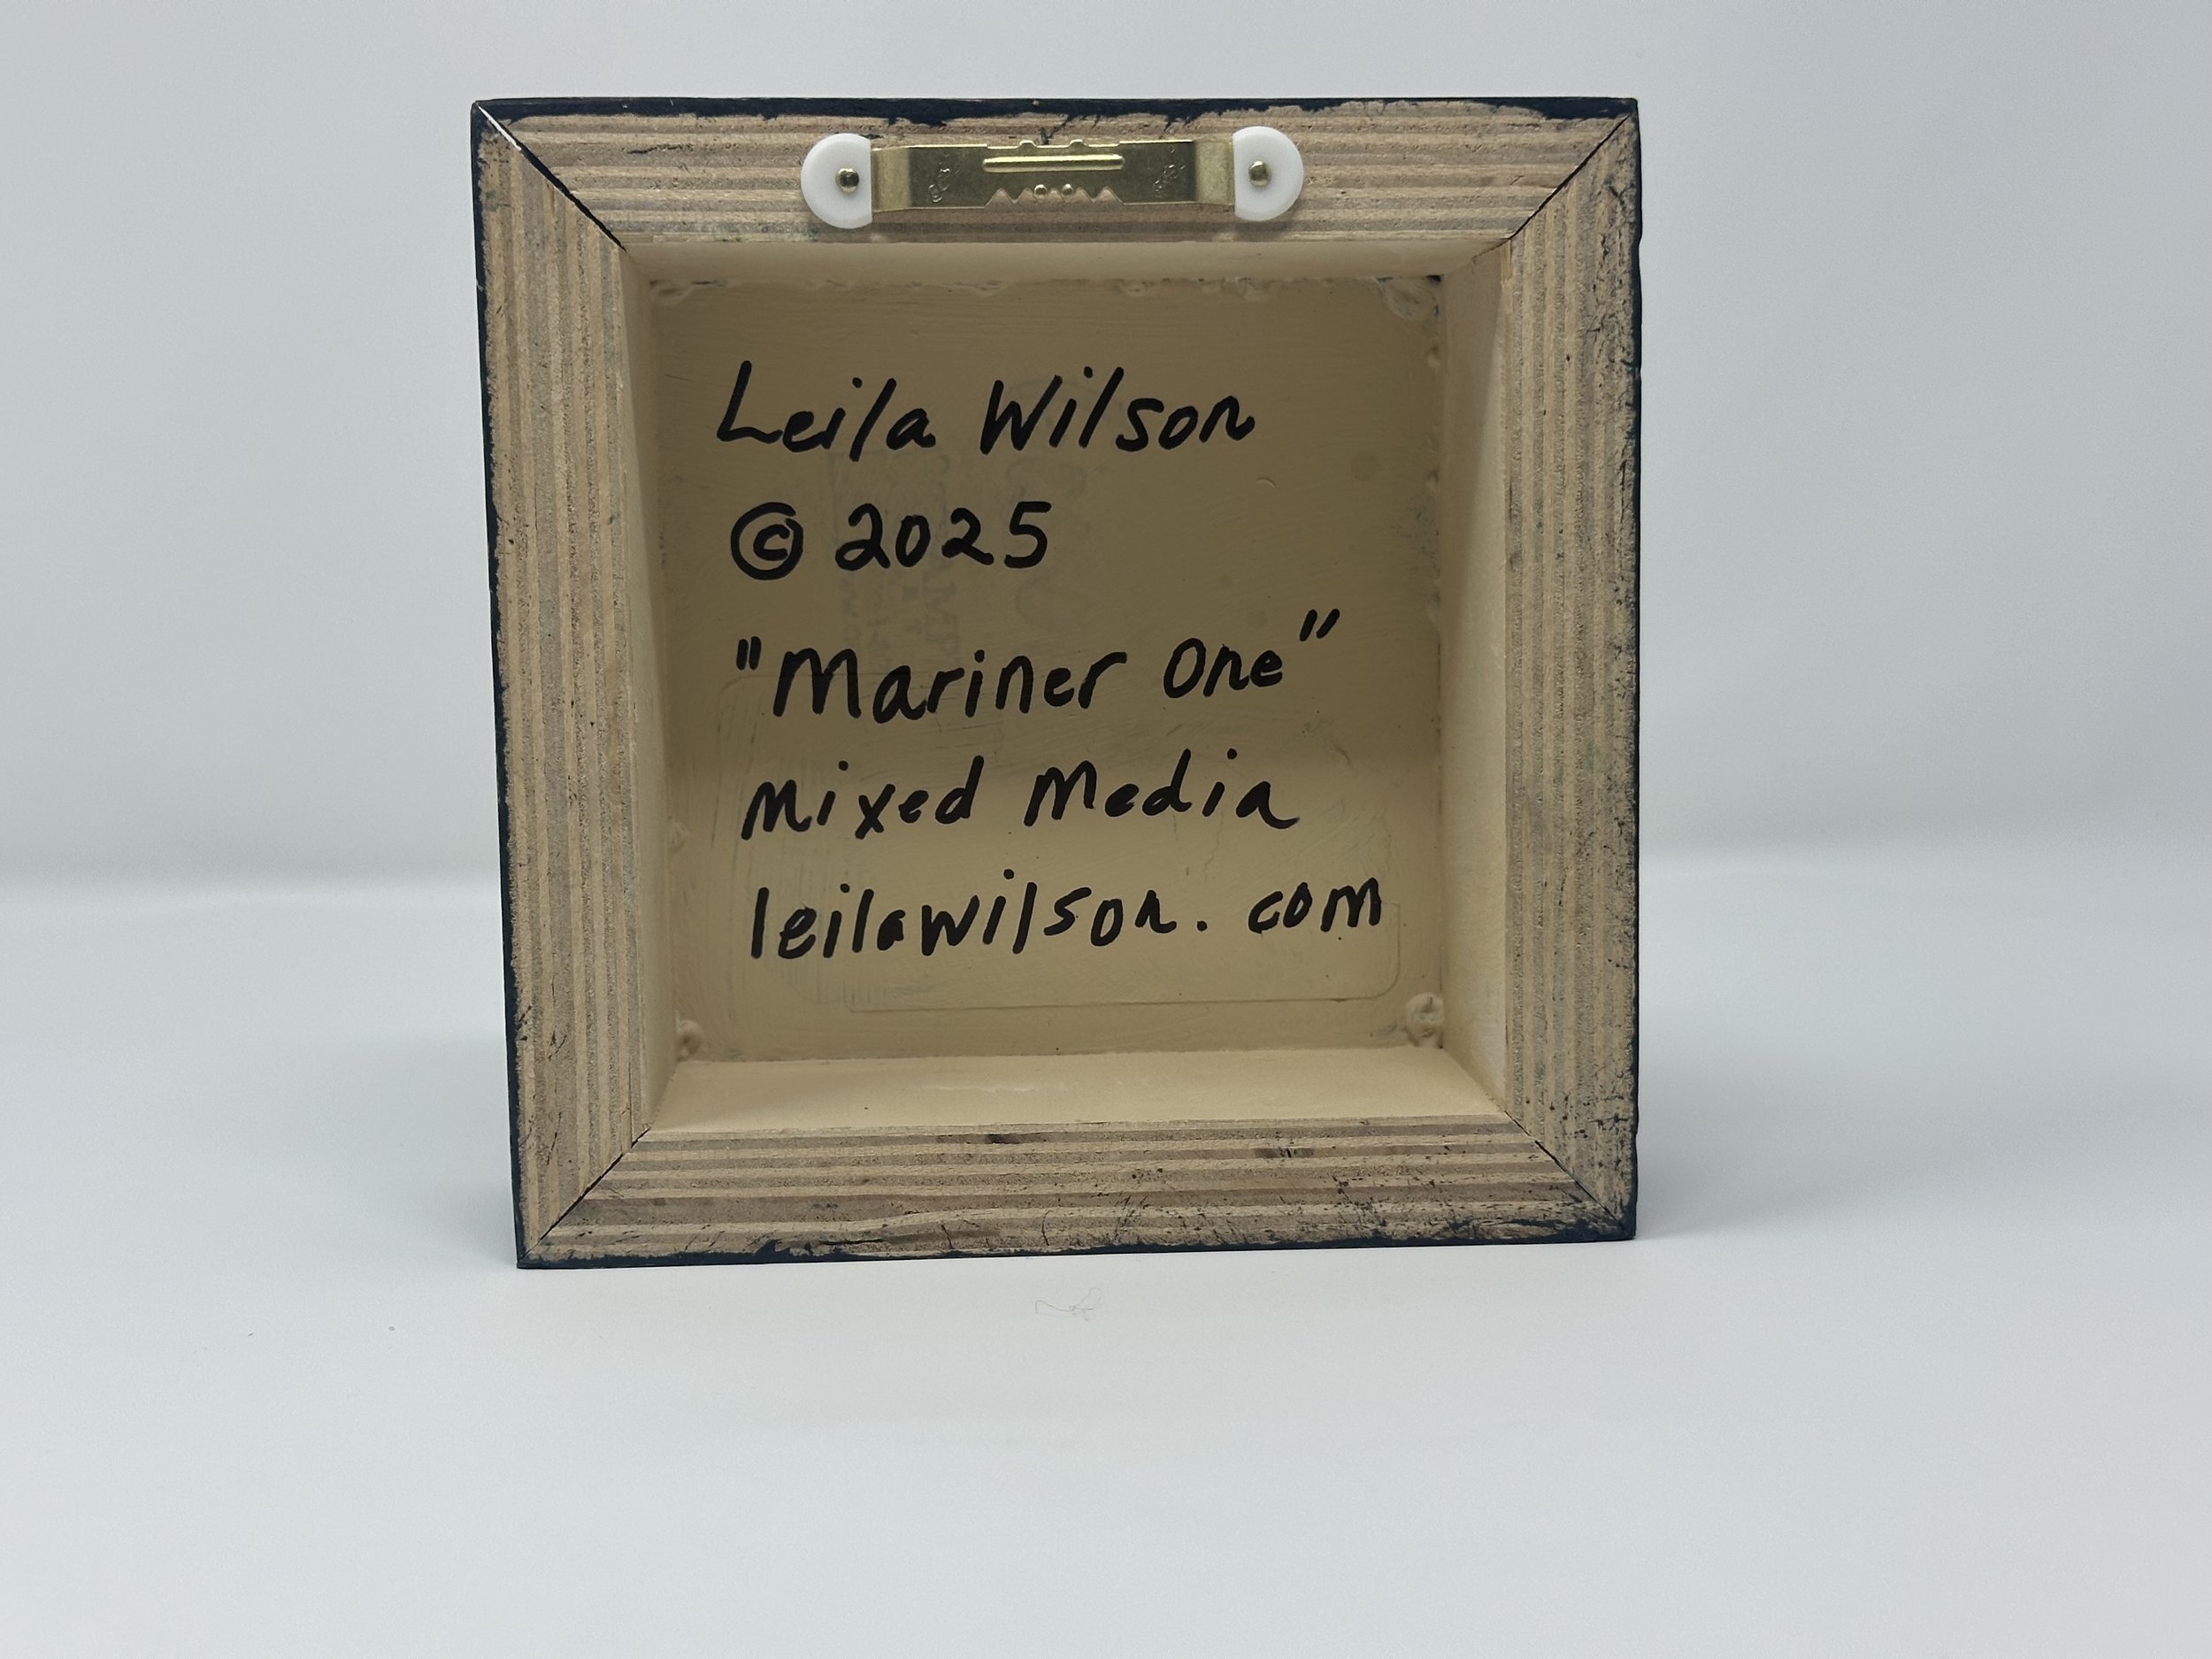 Leila Wilson
© 2025
"Mariner One"
mixed media
leilawilson.com